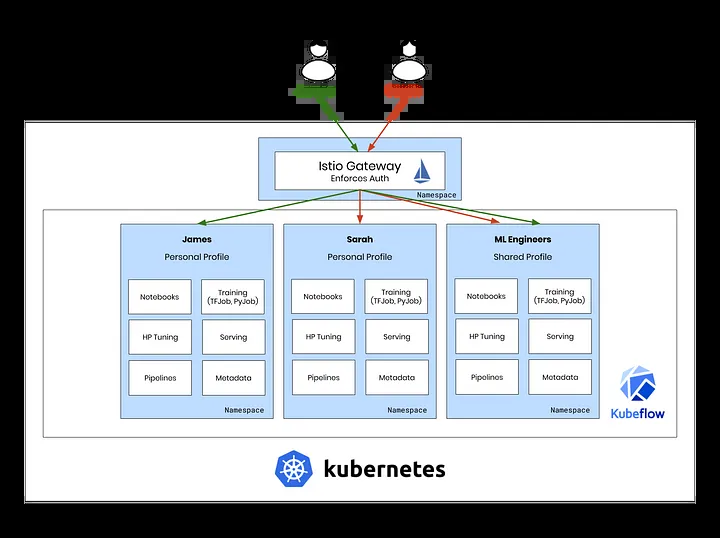 Istio Gateway
Enforces Auth
Namespace
James
Personal Profile
Notebooks
Training
(TFJob, PyJob)
HP Tuning
Serving
Pipelines
Metadata
Namespace
Sarah
Personal Profile
Notebooks
Training
(TFJob, PyJob)
HP Tuning
Serving
Pipelines
Metadata
Namespace
ML Engineers
Shared Profile
Notebooks
Training
(TFJob, PyJob)
HP Tuning
Serving
Pipelines
Metadata
Namespace
Kubeflow
kubernetes